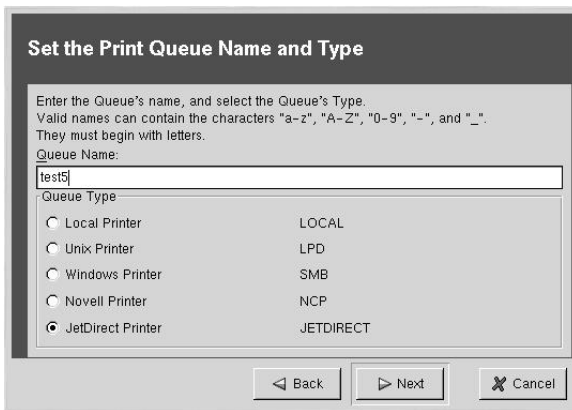 Set the Print Queue Name and Type
Enter the Queue's name, and select the Queue's Type.
Valid names can contain the characters "a-z", "A-Z", "0-9", "-", and "_".
They must begin with letters.
Queue Name:
test5
Queue Type
Local Printer LOCAL
Unix Printer LPD
Windows Printer SMB
Novell Printer NCP
JetDirect Printer JETDIRECT
Back Next Cancel